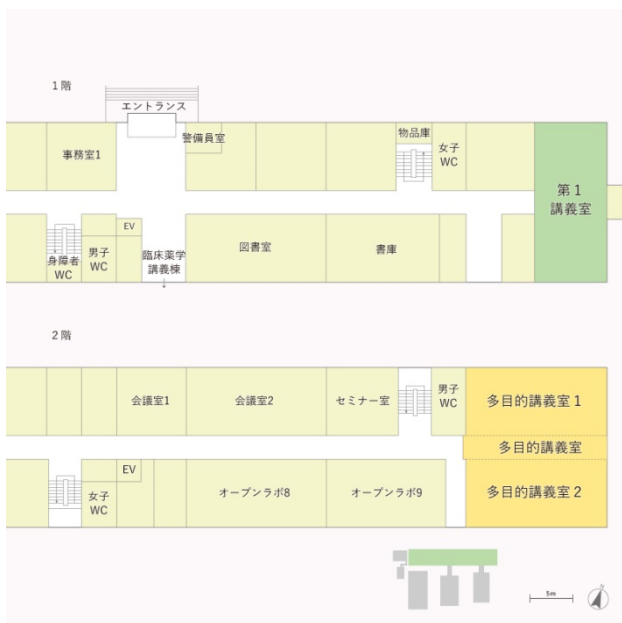 1 階
エントランス
事務室1
警備員室
物品庫
女子
WC
第 1
講義室
EV
身障者
WC
男子
WC
臨床薬学
講義棟
↓
図書室
書庫
2 階
会議室1
会議室2
セミナー室
男子
WC
多目的講義室 1
多目的講義室
多目的講義室 2
女子
WC
EV
オープンラボ8
オープンラボ9
5m
N